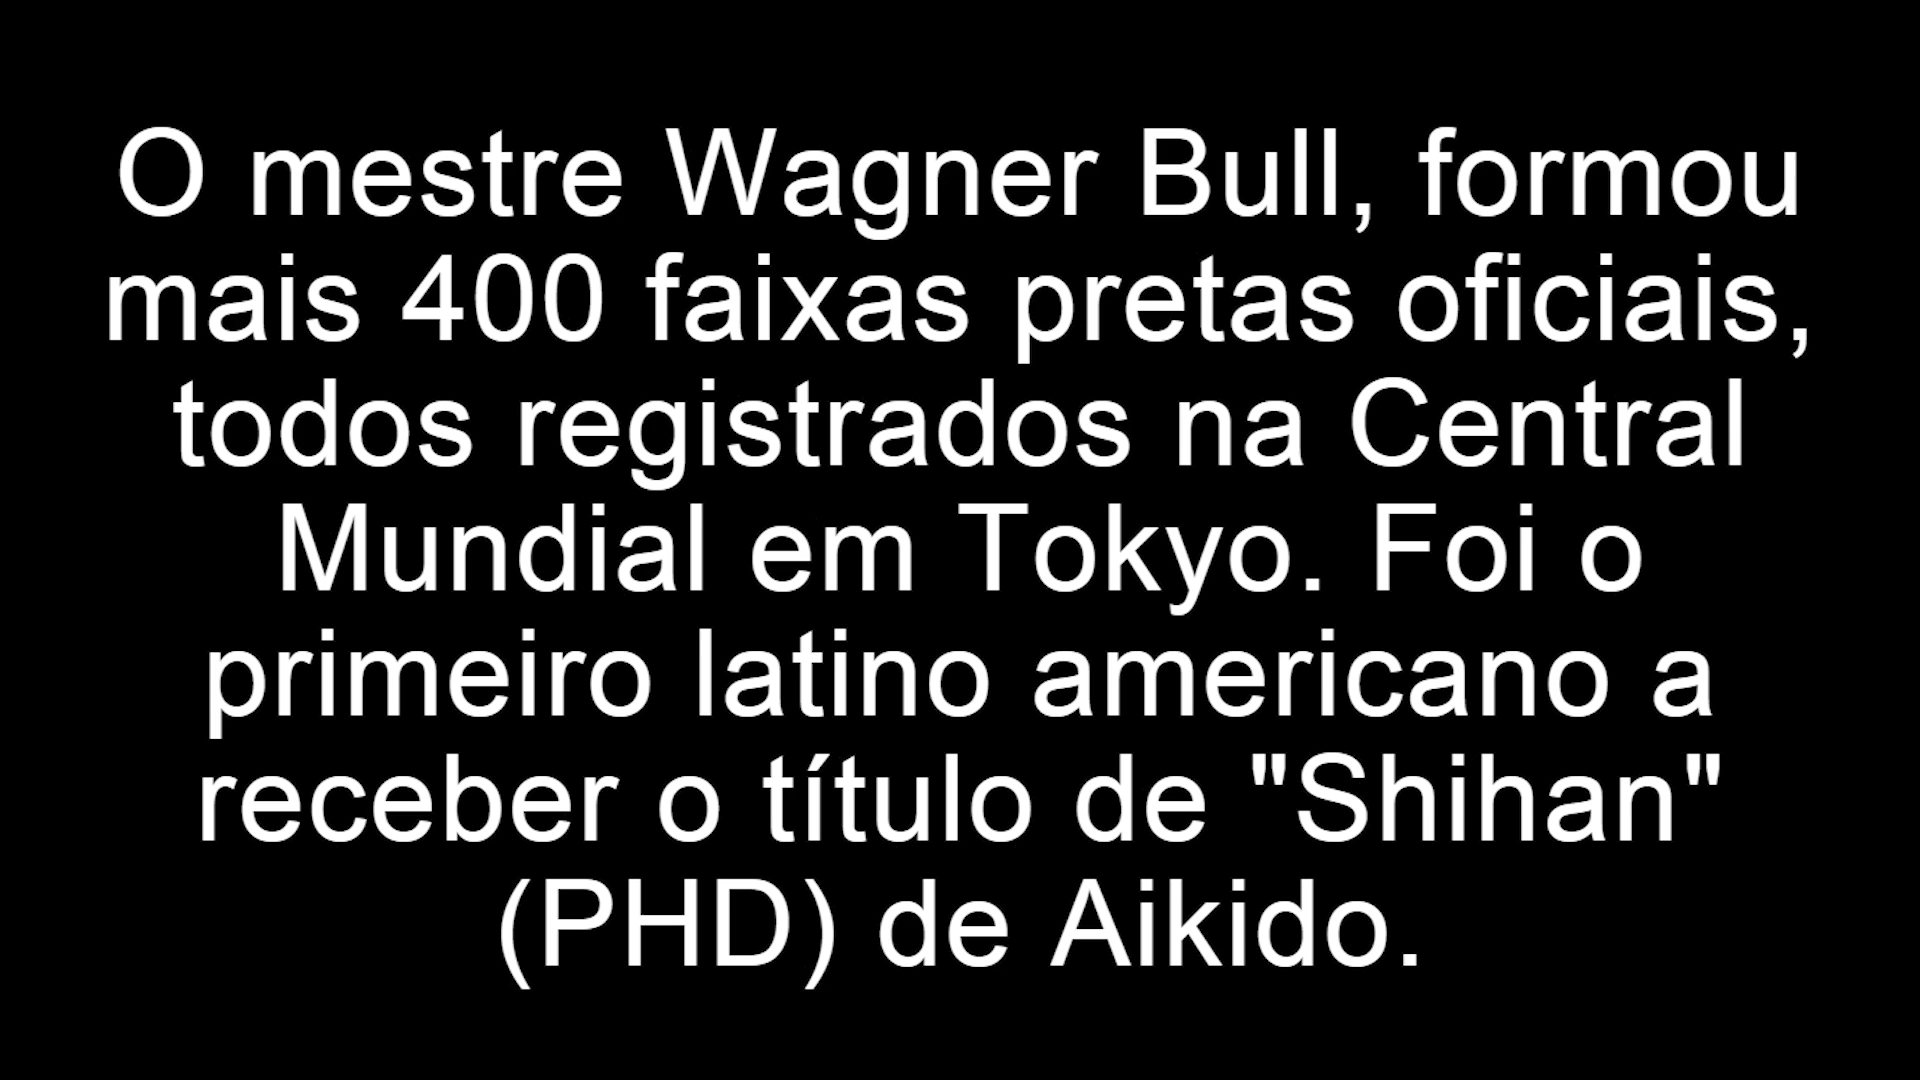 O mestre Wagner Bull, formou
mais 400 faixas pretas oficiais,
todos registrados na Central
Mundial em Tokyo. Foi o
primeiro latino americano a
receber o título de "Shihan"
(PHD) de Aikido.